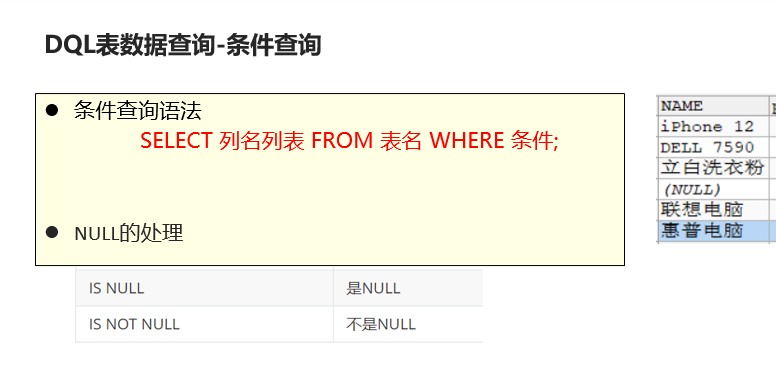 DQL表数据查询-条件查询
● 条件查询语法
SELECT 列名列表 FROM 表名 WHERE 条件;
● NULL的处理
IS NULL 是NULL
IS NOT NULL 不是NULL
NAME
iPhone 12
DELL 7590
立白洗衣粉
(NULL)
联想电脑
惠普电脑